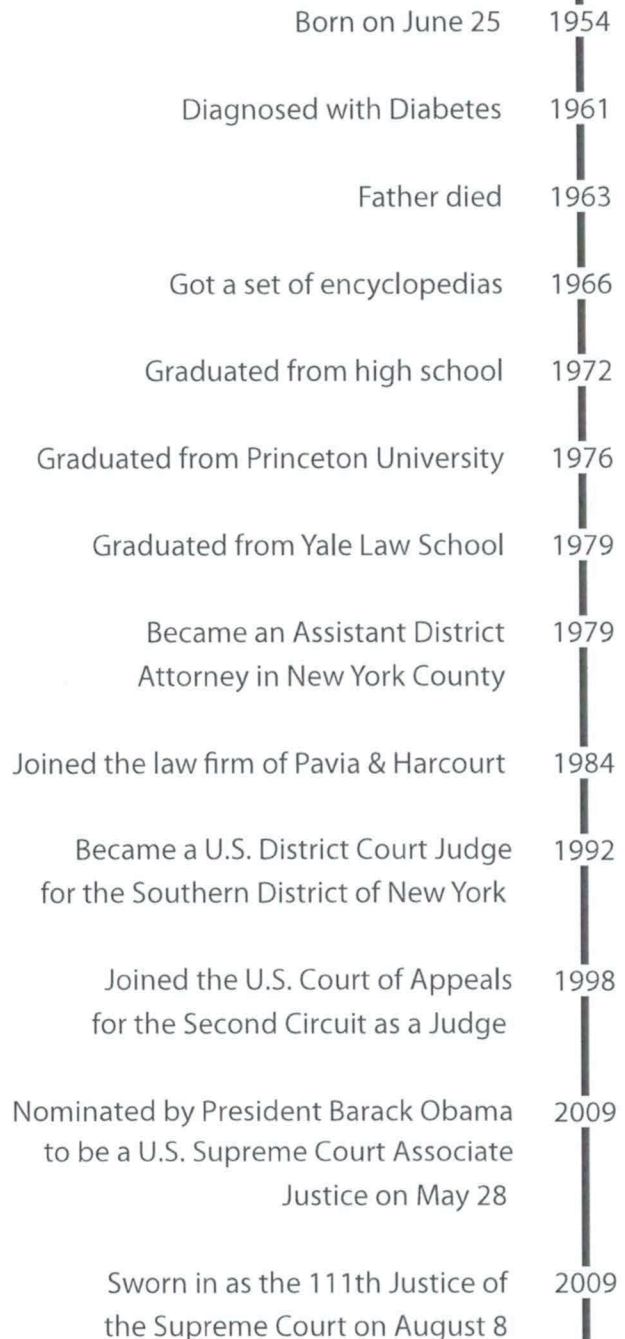 Born on June 25 1954
Diagnosed with Diabetes 1961
Father died 1963
Got a set of encyclopedias 1966
Graduated from high school 1972
Graduated from Princeton University 1976
Graduated from Yale Law School 1979
Became an Assistant District 1979
Attorney in New York County
Joined the law firm of Pavia & Harcourt 1984
Became a U.S. District Court Judge 1992
for the Southern District of New York
Joined the U.S. Court of Appeals 1998
for the Second Circuit as a Judge
Nominated by President Barack Obama 2009
to be a U.S. Supreme Court Associate
Justice on May 28
Sworn in as the 111th Justice of 2009
the Supreme Court on August 8